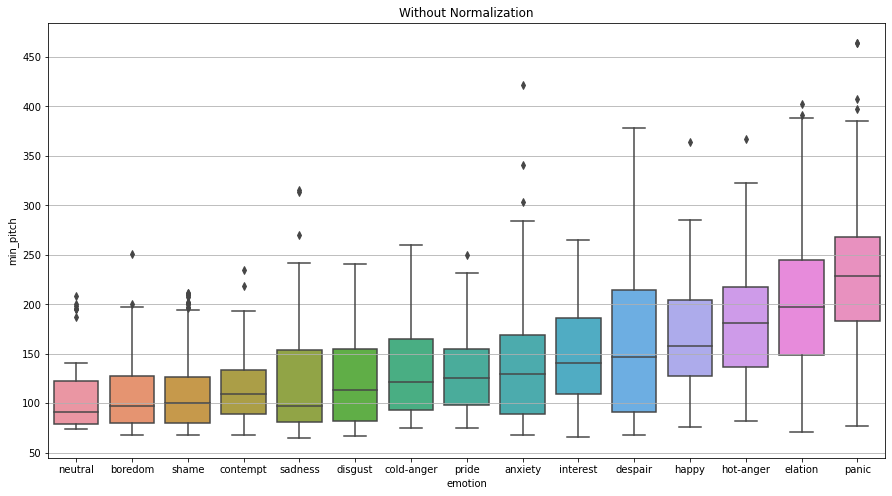 Without Normalization
min_pitch
450
400
350
300
250
200
150
100
50
neutral boredom shame contempt sadness disgust cold-anger pride anxiety interest despair happy hot-anger elation panic
emotion